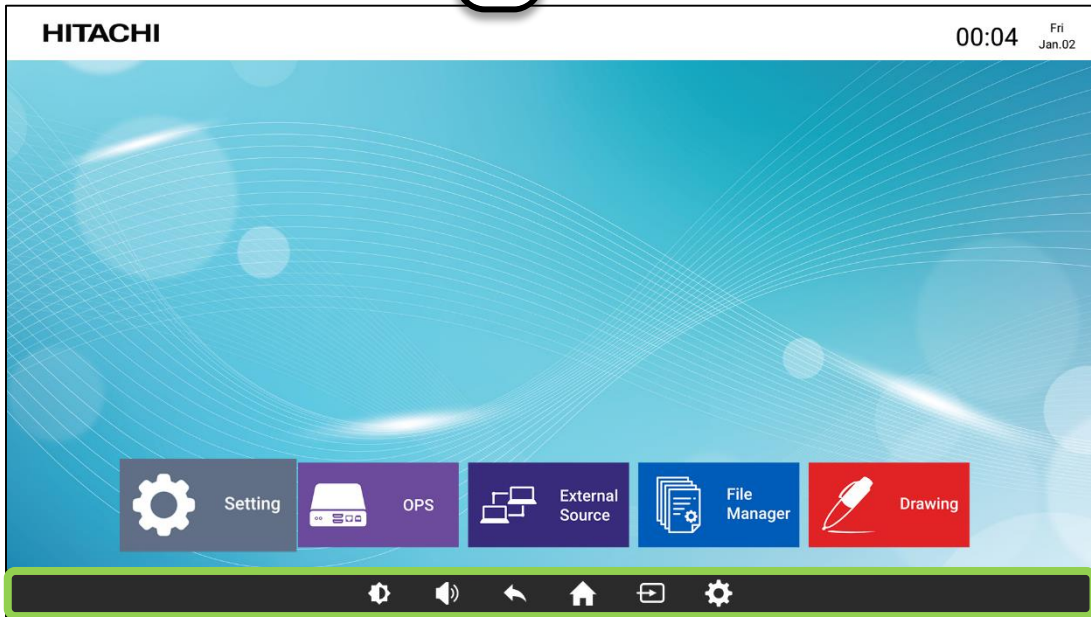 HITACHI
00:04
Fri
Jan.02
Setting
OPS
External
Source
File
Manager
Drawing